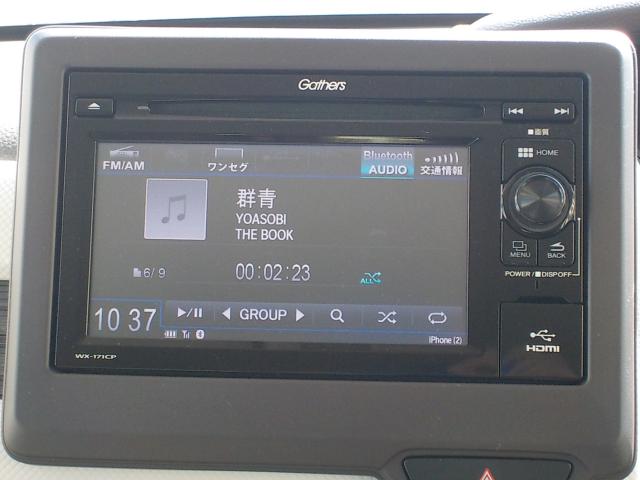 Gathers
■画質
HOME
FM/AM
ワンセグ
Bluetooth
AUDIO
交通情報
群青
YOASOBI
THE BOOK
MENU
BACK
POWER/■DISP OFF
6/9
00:02:23
ALL
10 37
GROUP
iPhone (2)
HDMI
WX-171CP